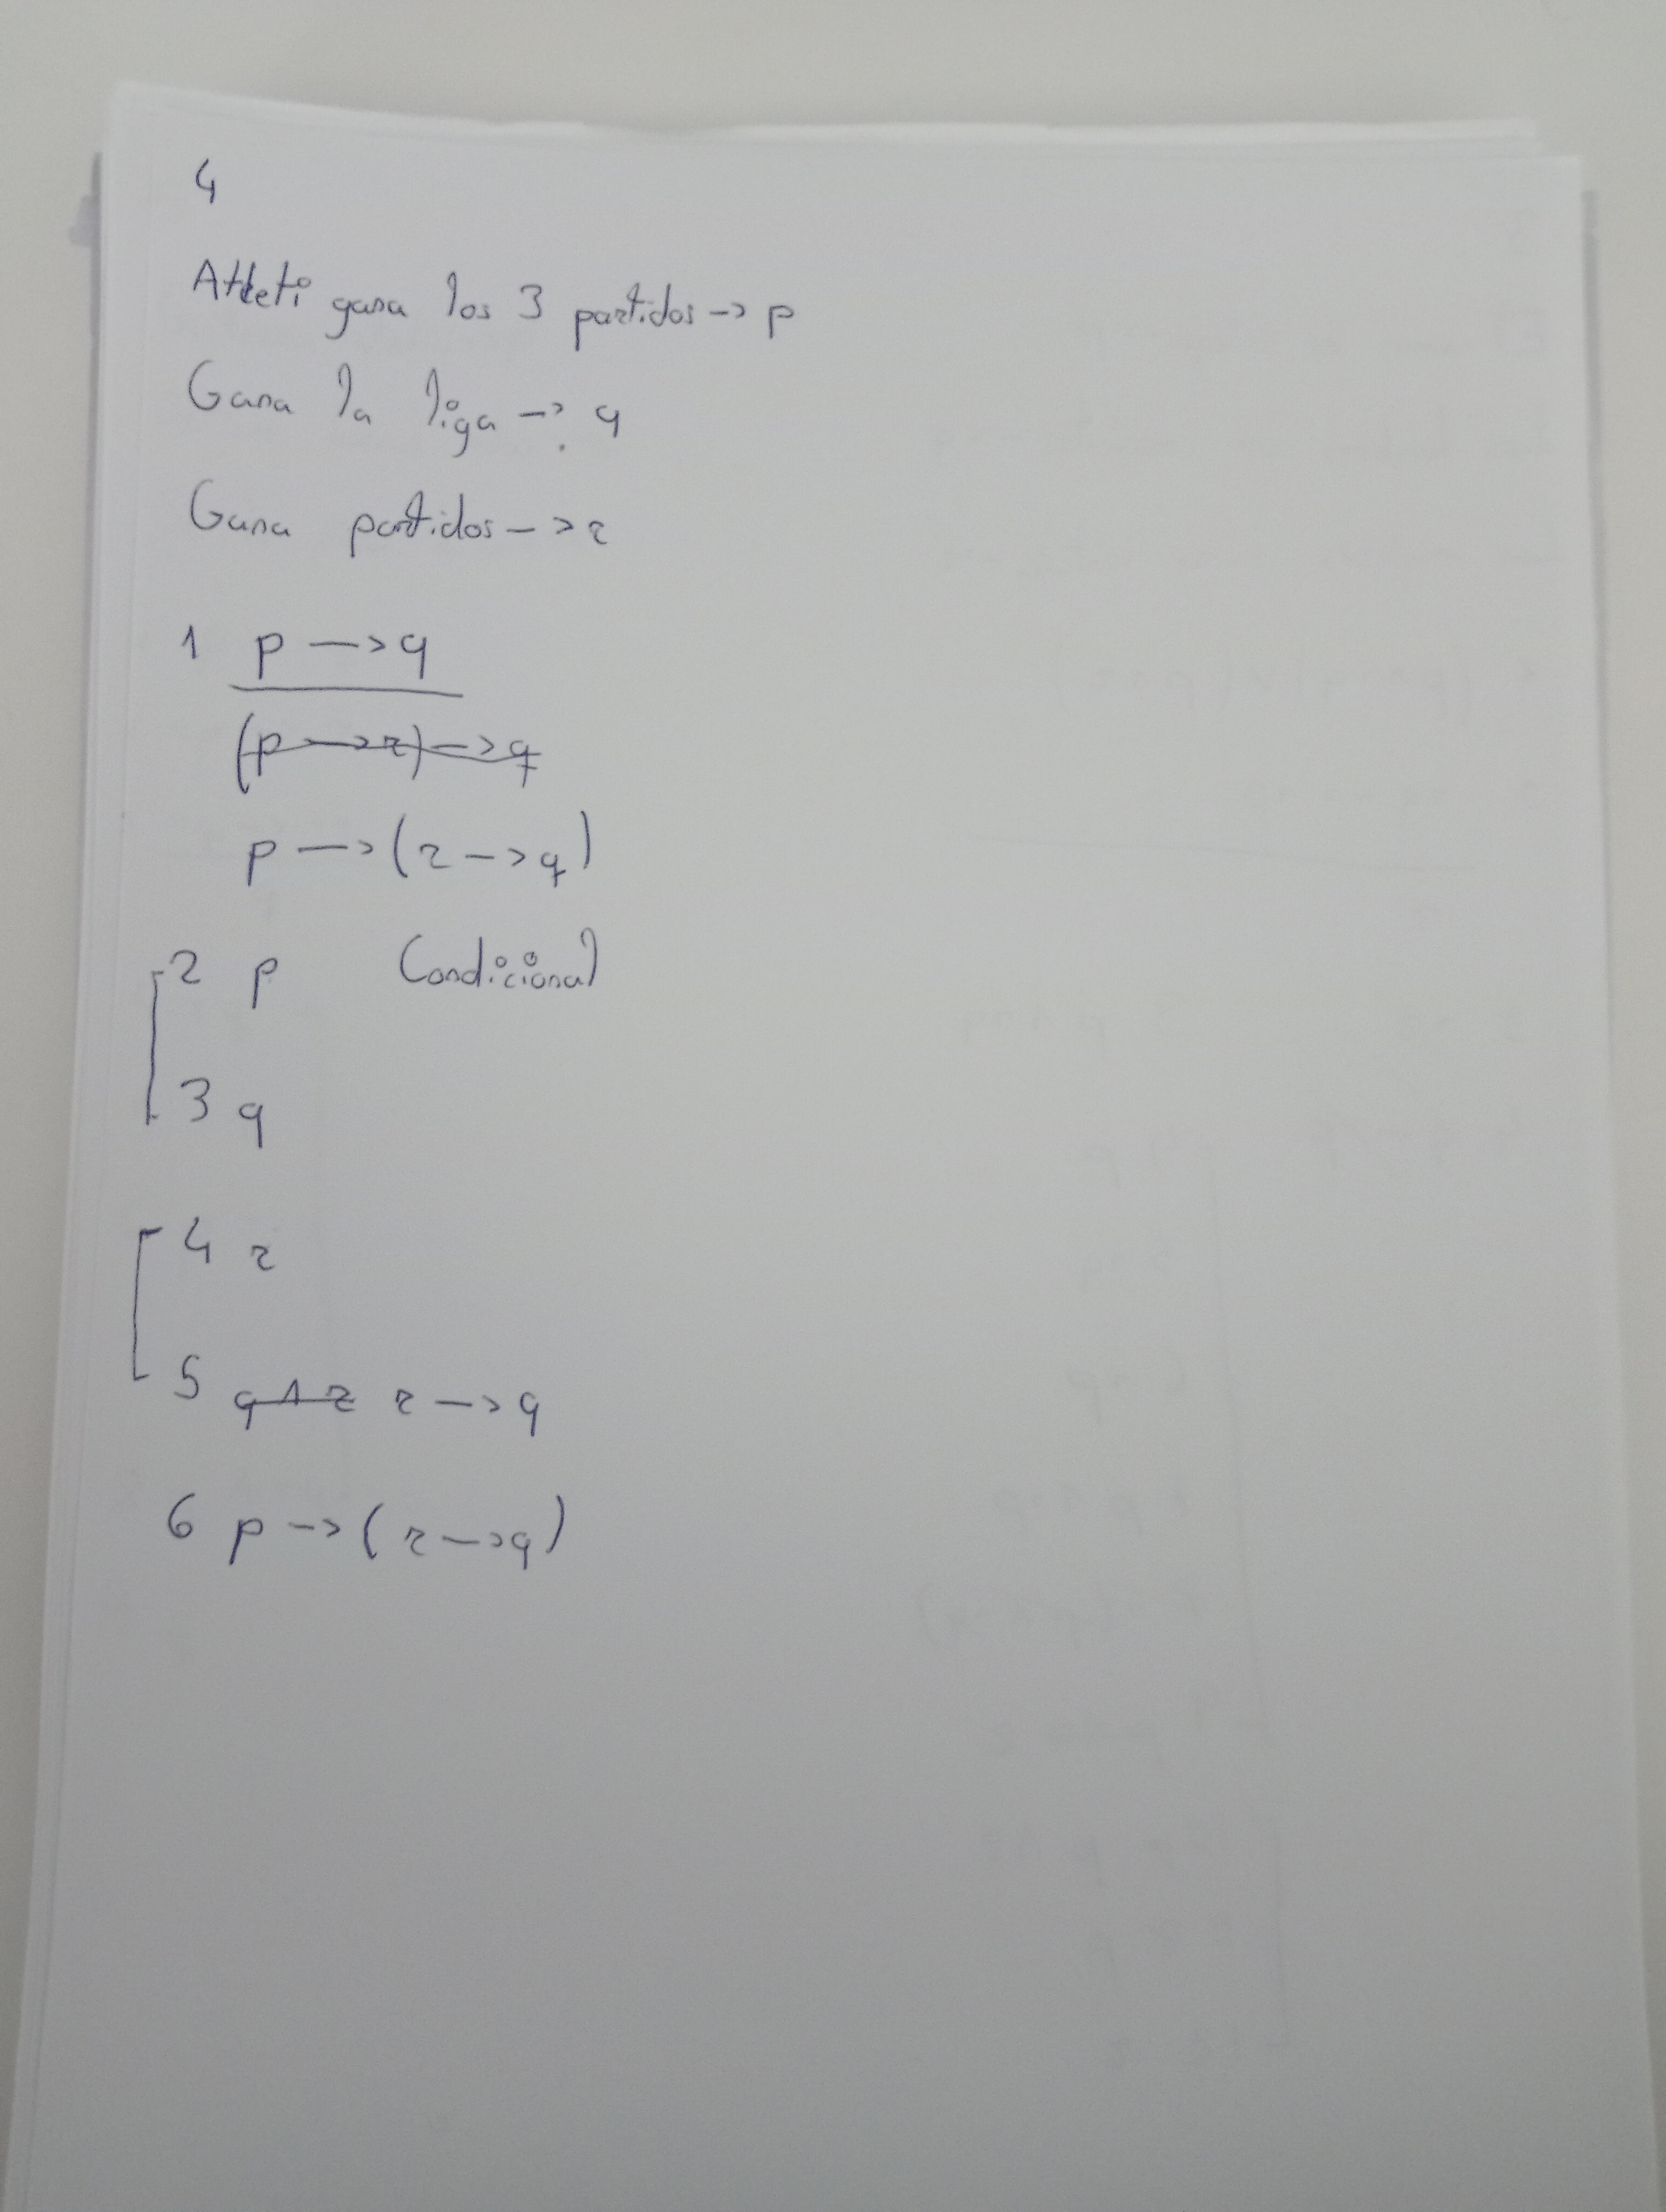 4
Atleti gana los 3 partidos -> p
Gana la liga -> q
Gana partidos -> r
1 p -> q
(p -> r) -> q
p -> (r -> q)
2 p Condicional
3 q
4 r
5 q ∧ r r -> q
6 p -> (r -> q)